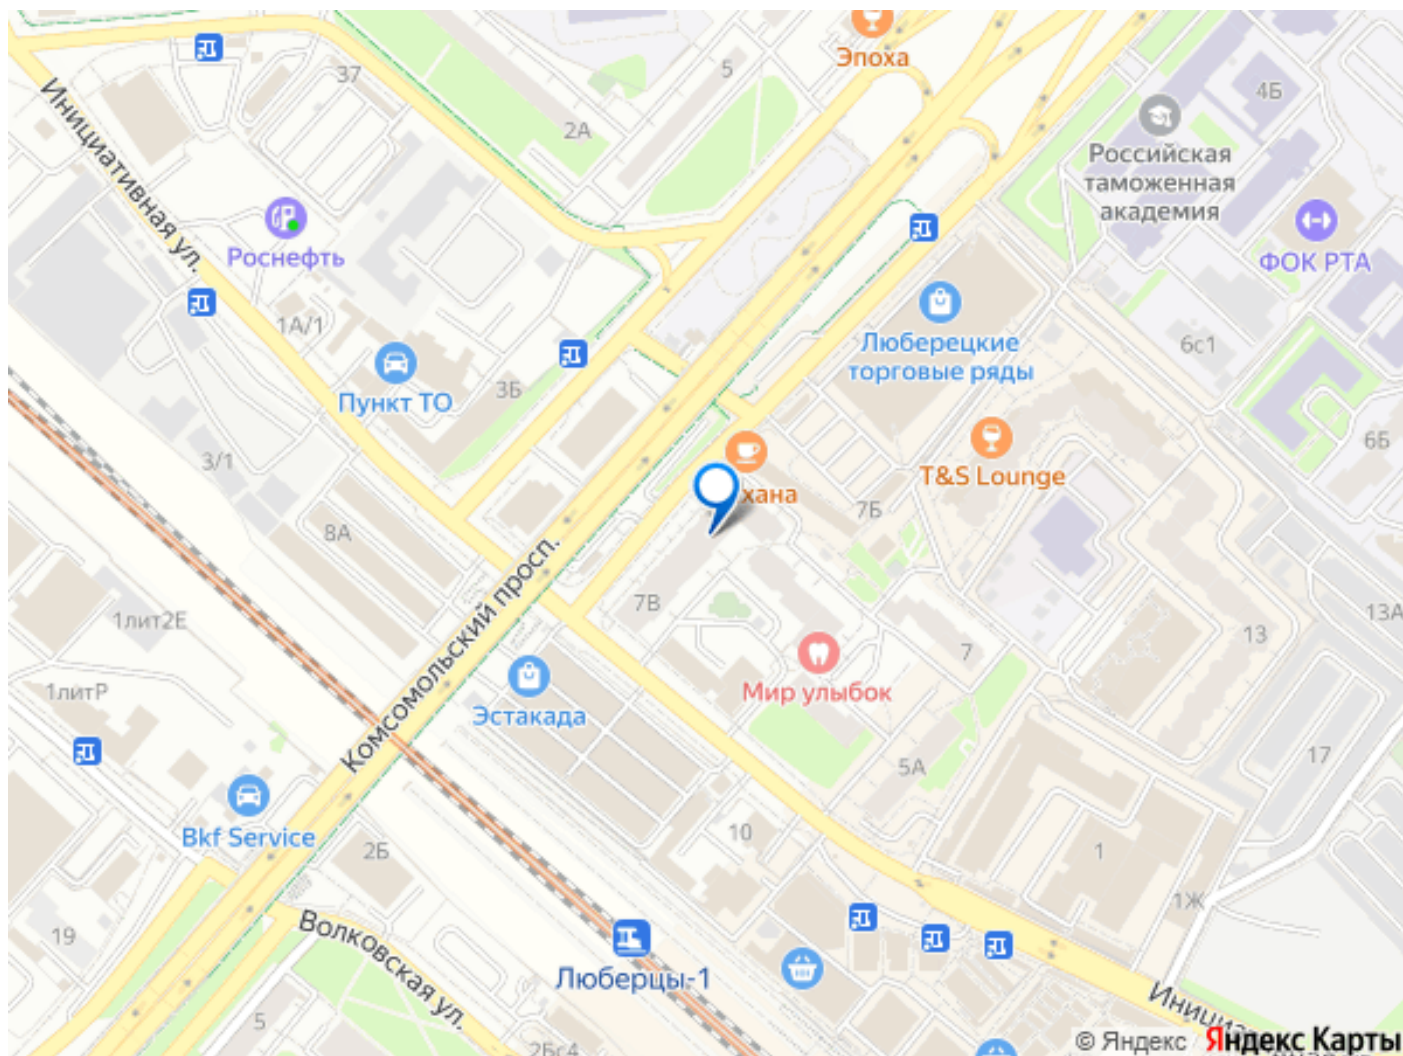 Эпоха
5
37
4Б
2А
Российская
таможенная
академия
Инициативная ул.
Роснефть
ФОК РТА
1А/1
Люберецкие
торговые ряды
6с1
Пункт ТО
3Б
6Б
3/1
T&S Lounge
хана
7Б
8А
7В
1лит2Е
13А
13
7
Мир улыбок
1литР
Эстакада
Комсомольский просп.
17
5А
Bkf Service
2Б
10
1
1Ж
19
Волковская ул.
Люберцы-1
5
2Бс4
Инициа
© Яндекс Яндекс Карты